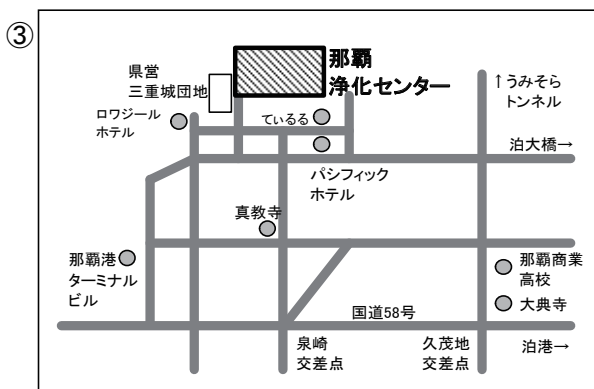 ③
那覇
浄化センター
県営
三重城団地
↑うみそら
トンネル
ロワジール
ホテル
ているる
泊大橋→
パシフィック
ホテル
真教寺
那覇港
ターミナル
ビル
那覇商業
高校
大典寺
国道58号
泉崎
交差点
久茂地
交差点
泊港→